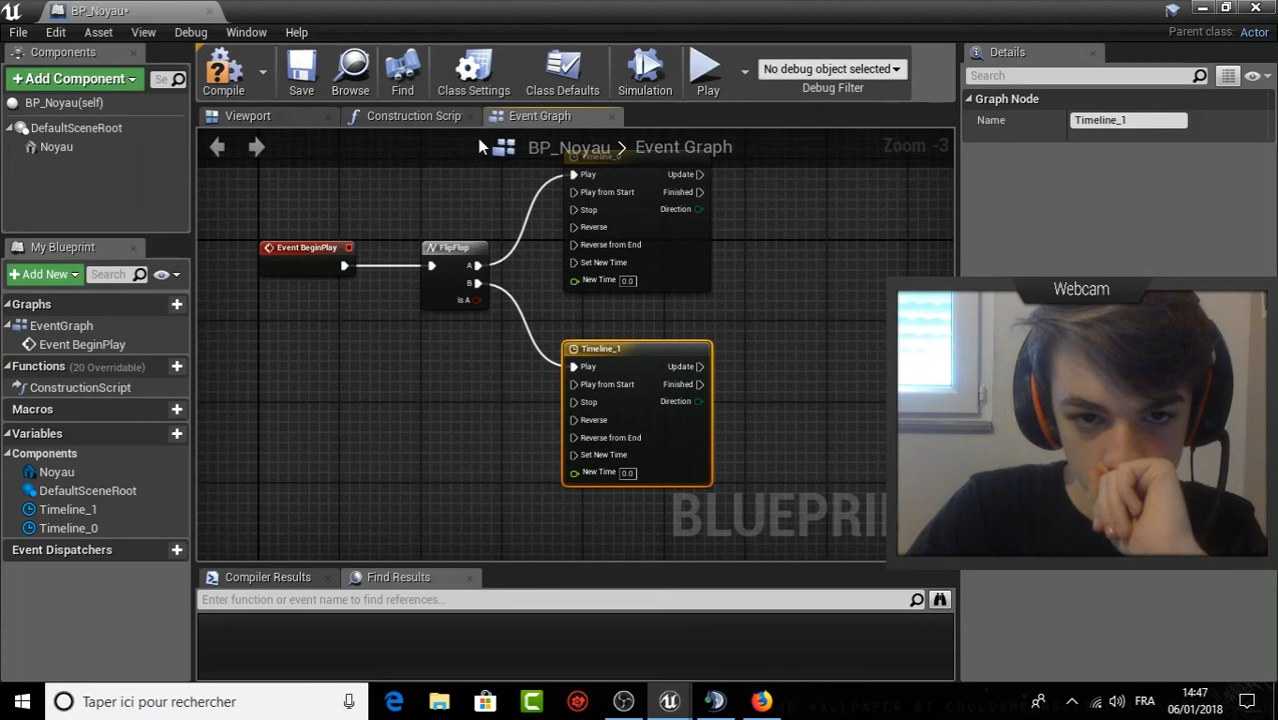 BP_Noyau*
File Edit Asset View Debug Window Help
Parent class: Actor
Components
+Add Component
Se
BP_Noyau(self)
DefaultSceneRoot
Noyau
Compile
Save
Browse
Find
Class Settings
Class Defaults
Simulation
Play
No debug object selected
Debug Filter
Details
Search
Graph Node
Name Timeline_1
Viewport
Construction Scrip
Event Graph
BP_Noyau > Event Graph
Zoom -3
My Blueprint
+Add New
Search
Graphs
EventGraph
Event BeginPlay
Functions (20 Overridable)
ConstructionScript
Macros
Variables
Components
Noyau
DefaultSceneRoot
Timeline_1
Timeline_0
Event Dispatchers
Event BeginPlay
FlipFlop
A
B
Is A
Timeline_0
Play Update
Play from Start Finished
Stop Direction
Reverse
Reverse from End
Set New Time
New Time 0.0
Timeline_1
Play Update
Play from Start Finished
Stop Direction
Reverse
Reverse from End
Set New Time
New Time 0.0
BLUEPRI
Webcam
Compiler Results
Find Results
Enter function or event name to find references...
Taper ici pour rechercher
FRA
14:47
06/01/2018